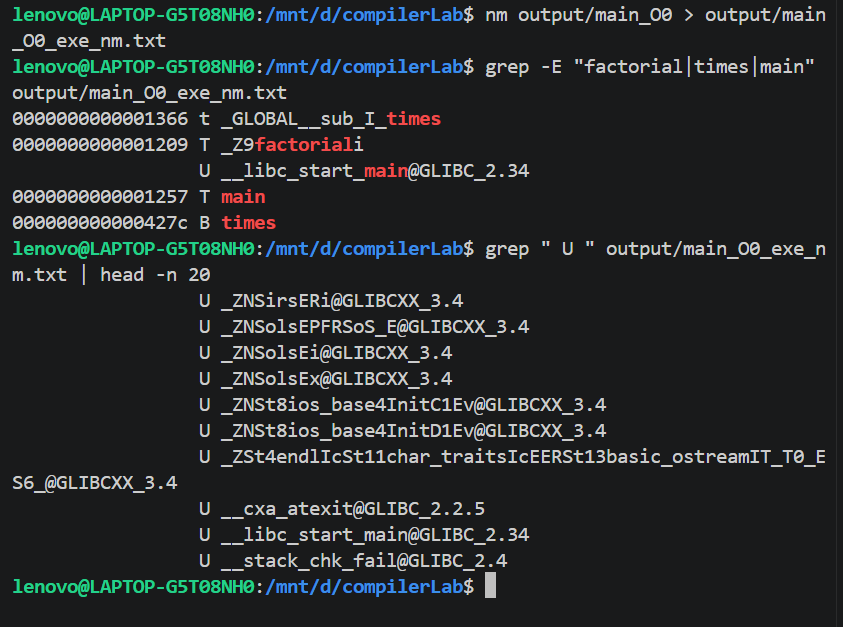 lenovo@LAPTOP-G5T08NH0:/mnt/d/compilerLab$ nm output/main_O0 > output/main
_O0_exe_nm.txt
lenovo@LAPTOP-G5T08NH0:/mnt/d/compilerLab$ grep -E "factorial|times|main"
output/main_O0_exe_nm.txt
0000000000001366 t _GLOBAL__sub_I_times
0000000000001209 T _Z9factoriali
                 U __libc_start_main@GLIBC_2.34
0000000000001257 T main
000000000000427c B times
lenovo@LAPTOP-G5T08NH0:/mnt/d/compilerLab$ grep " U " output/main_O0_exe_n
m.txt | head -n 20
                 U _ZNSirsERi@GLIBCXX_3.4
                 U _ZNSolsEPFRSoS_E@GLIBCXX_3.4
                 U _ZNSolsEi@GLIBCXX_3.4
                 U _ZNSolsEx@GLIBCXX_3.4
                 U _ZNSt8ios_base4InitC1Ev@GLIBCXX_3.4
                 U _ZNSt8ios_base4InitD1Ev@GLIBCXX_3.4
                 U _ZSt4endlIcSt11char_traitsIcEERSt13basic_ostreamIT_T0_E
S6_@GLIBCXX_3.4
                 U __cxa_atexit@GLIBC_2.2.5
                 U __libc_start_main@GLIBC_2.34
                 U __stack_chk_fail@GLIBC_2.4
lenovo@LAPTOP-G5T08NH0:/mnt/d/compilerLab$